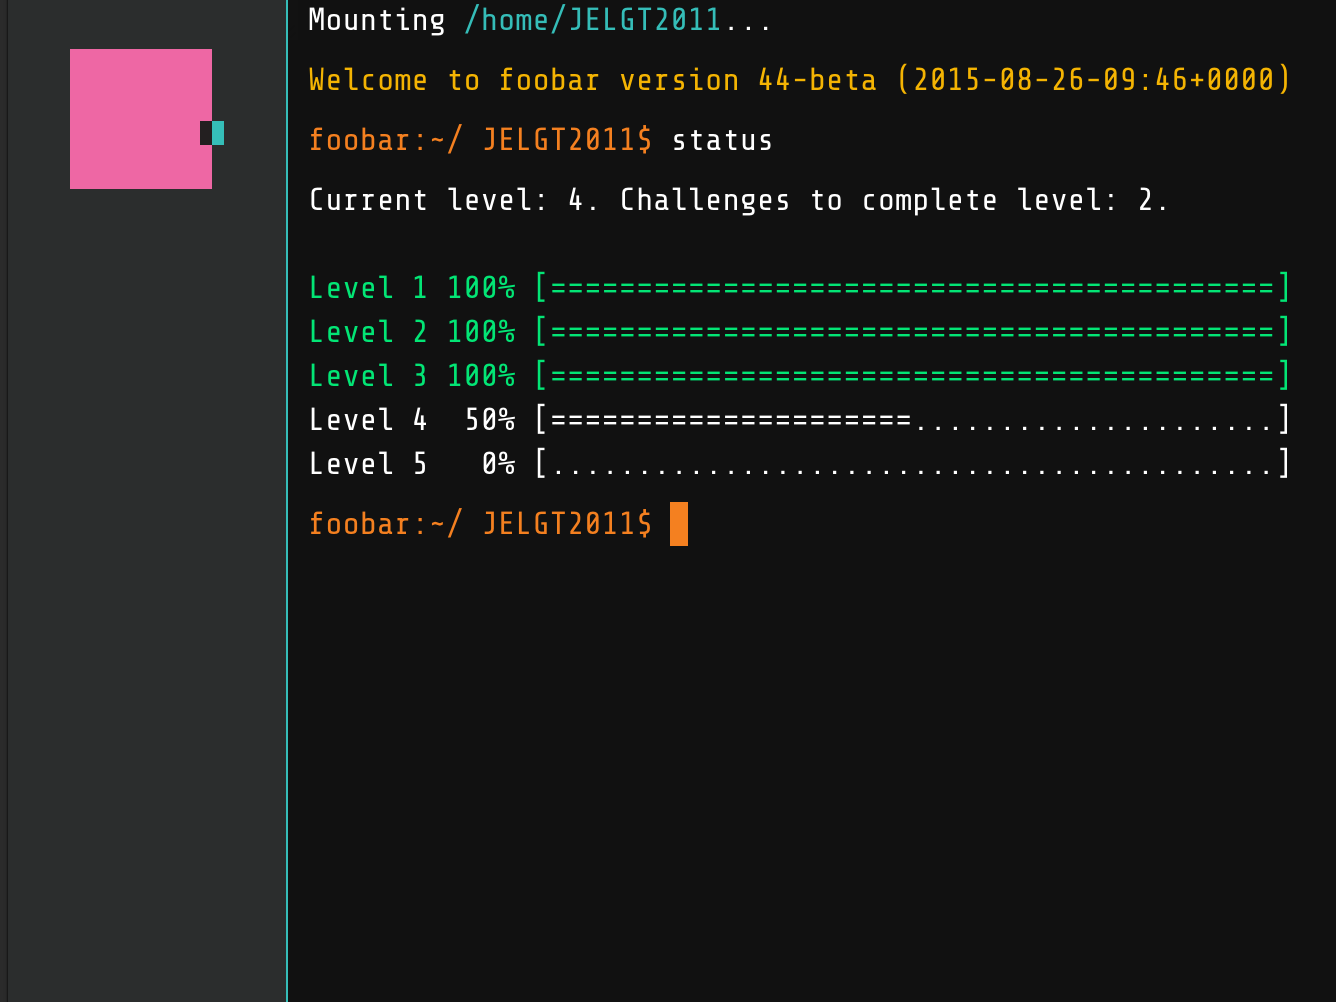 Mounting /home/JELGT2011...
Welcome to foobar version 44-beta (2015-08-26-09:46+0000)
foobar:~/ JELGT2011$ status
Current level: 4. Challenges to complete level: 2.
Level 1 100% [==========================================]
Level 2 100% [==========================================]
Level 3 100% [==========================================]
Level 4  50% [=====================.....................]
Level 5   0% [..........................................]
foobar:~/ JELGT2011$